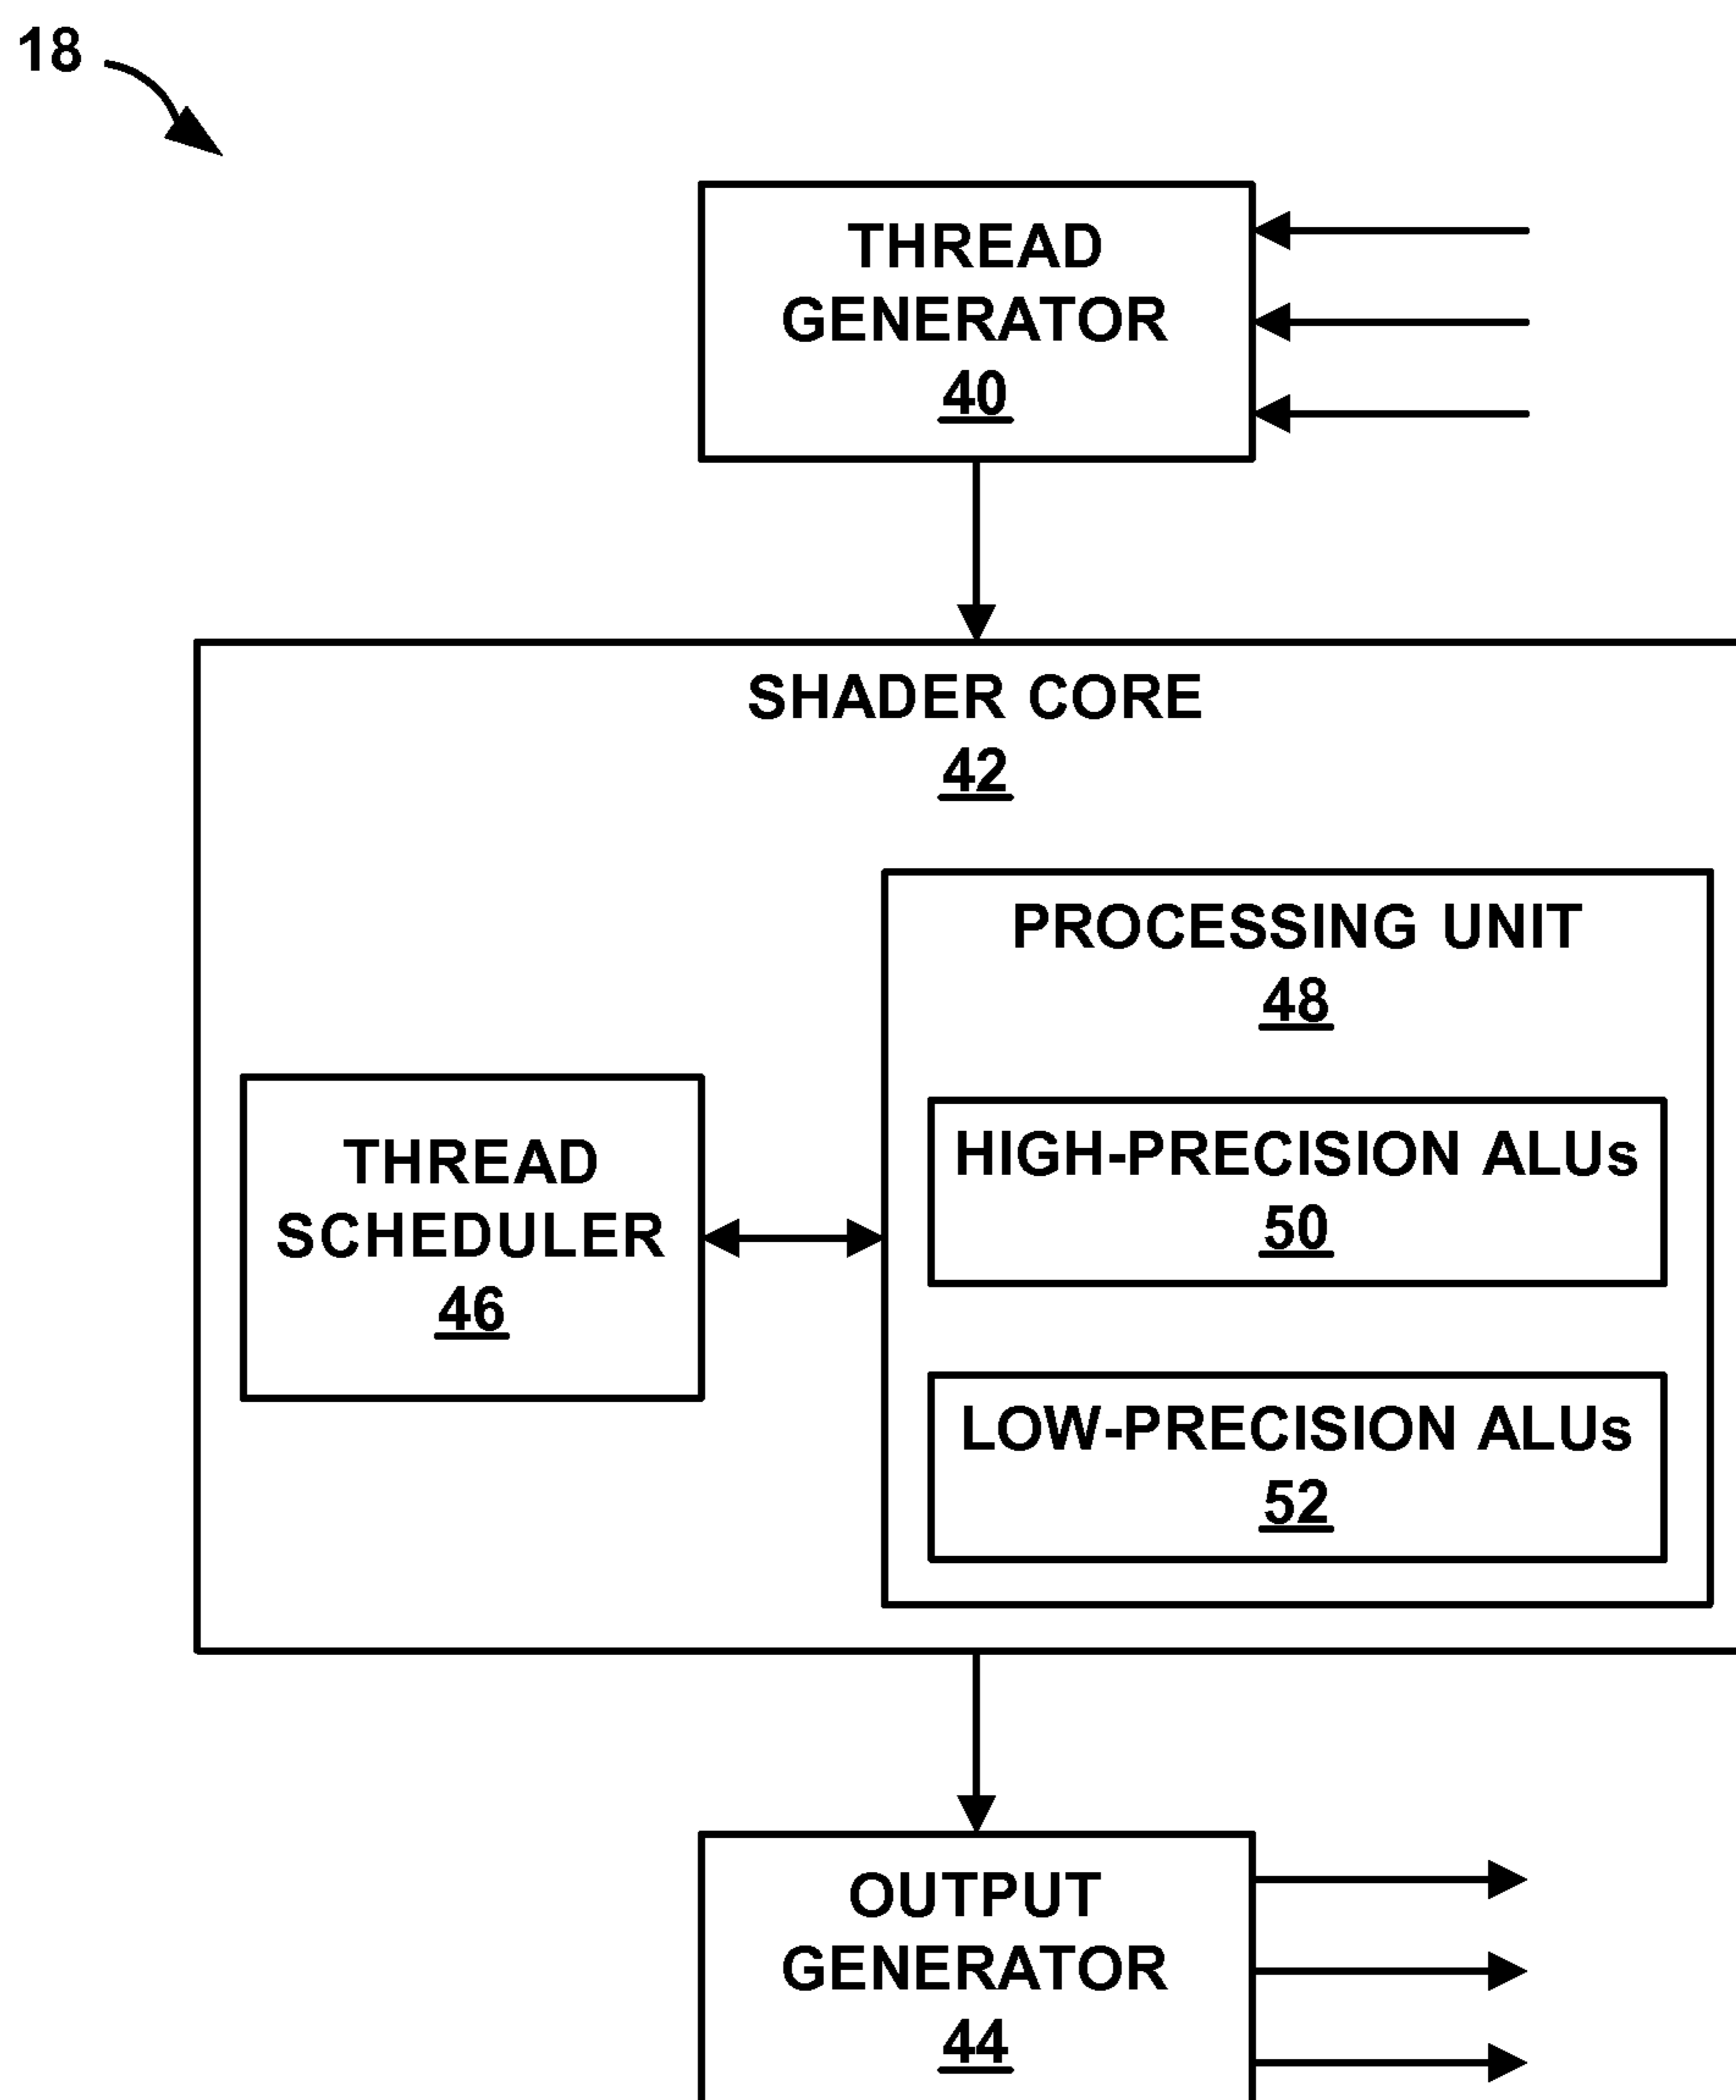 18
THREAD
GENERATOR
40
SHADER CORE
42
PROCESSING UNIT
48
HIGH-PRECISION ALUs
50
THREAD
SCHEDULER
46
LOW-PRECISION ALUs
52
OUTPUT
GENERATOR
44